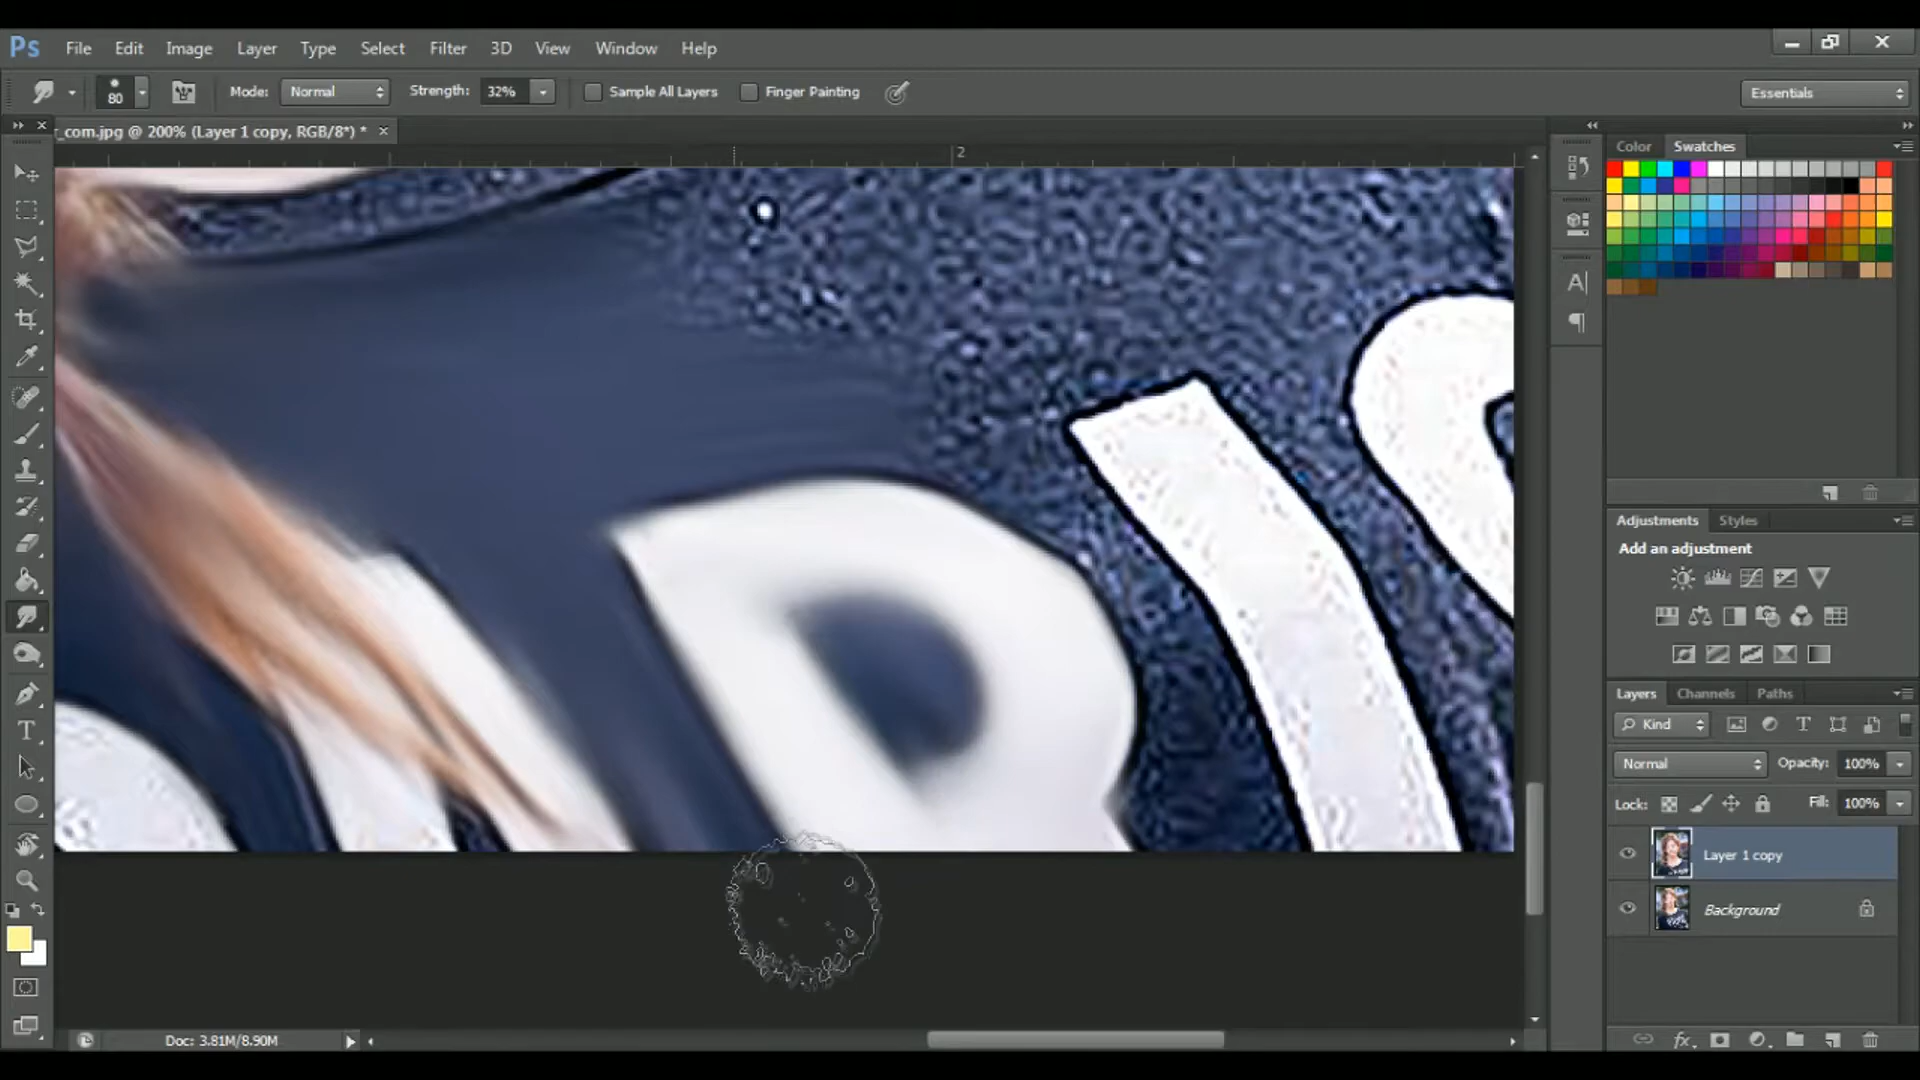 Ps File Edit Image Layer Type Select Filter 3D View Window Help
80 Mode: Normal Strength: 32% Sample All Layers Finger Painting Essentials
r_com.jpg @ 200% (Layer 1 copy, RGB/8*) * ×
2
Color Swatches
Adjustments Styles
Add an adjustment
Layers Channels Paths
Kind
Normal Opacity: 100%
Lock: Fill: 100%
Layer 1 copy
Background
Doc: 3.81M/8.90M